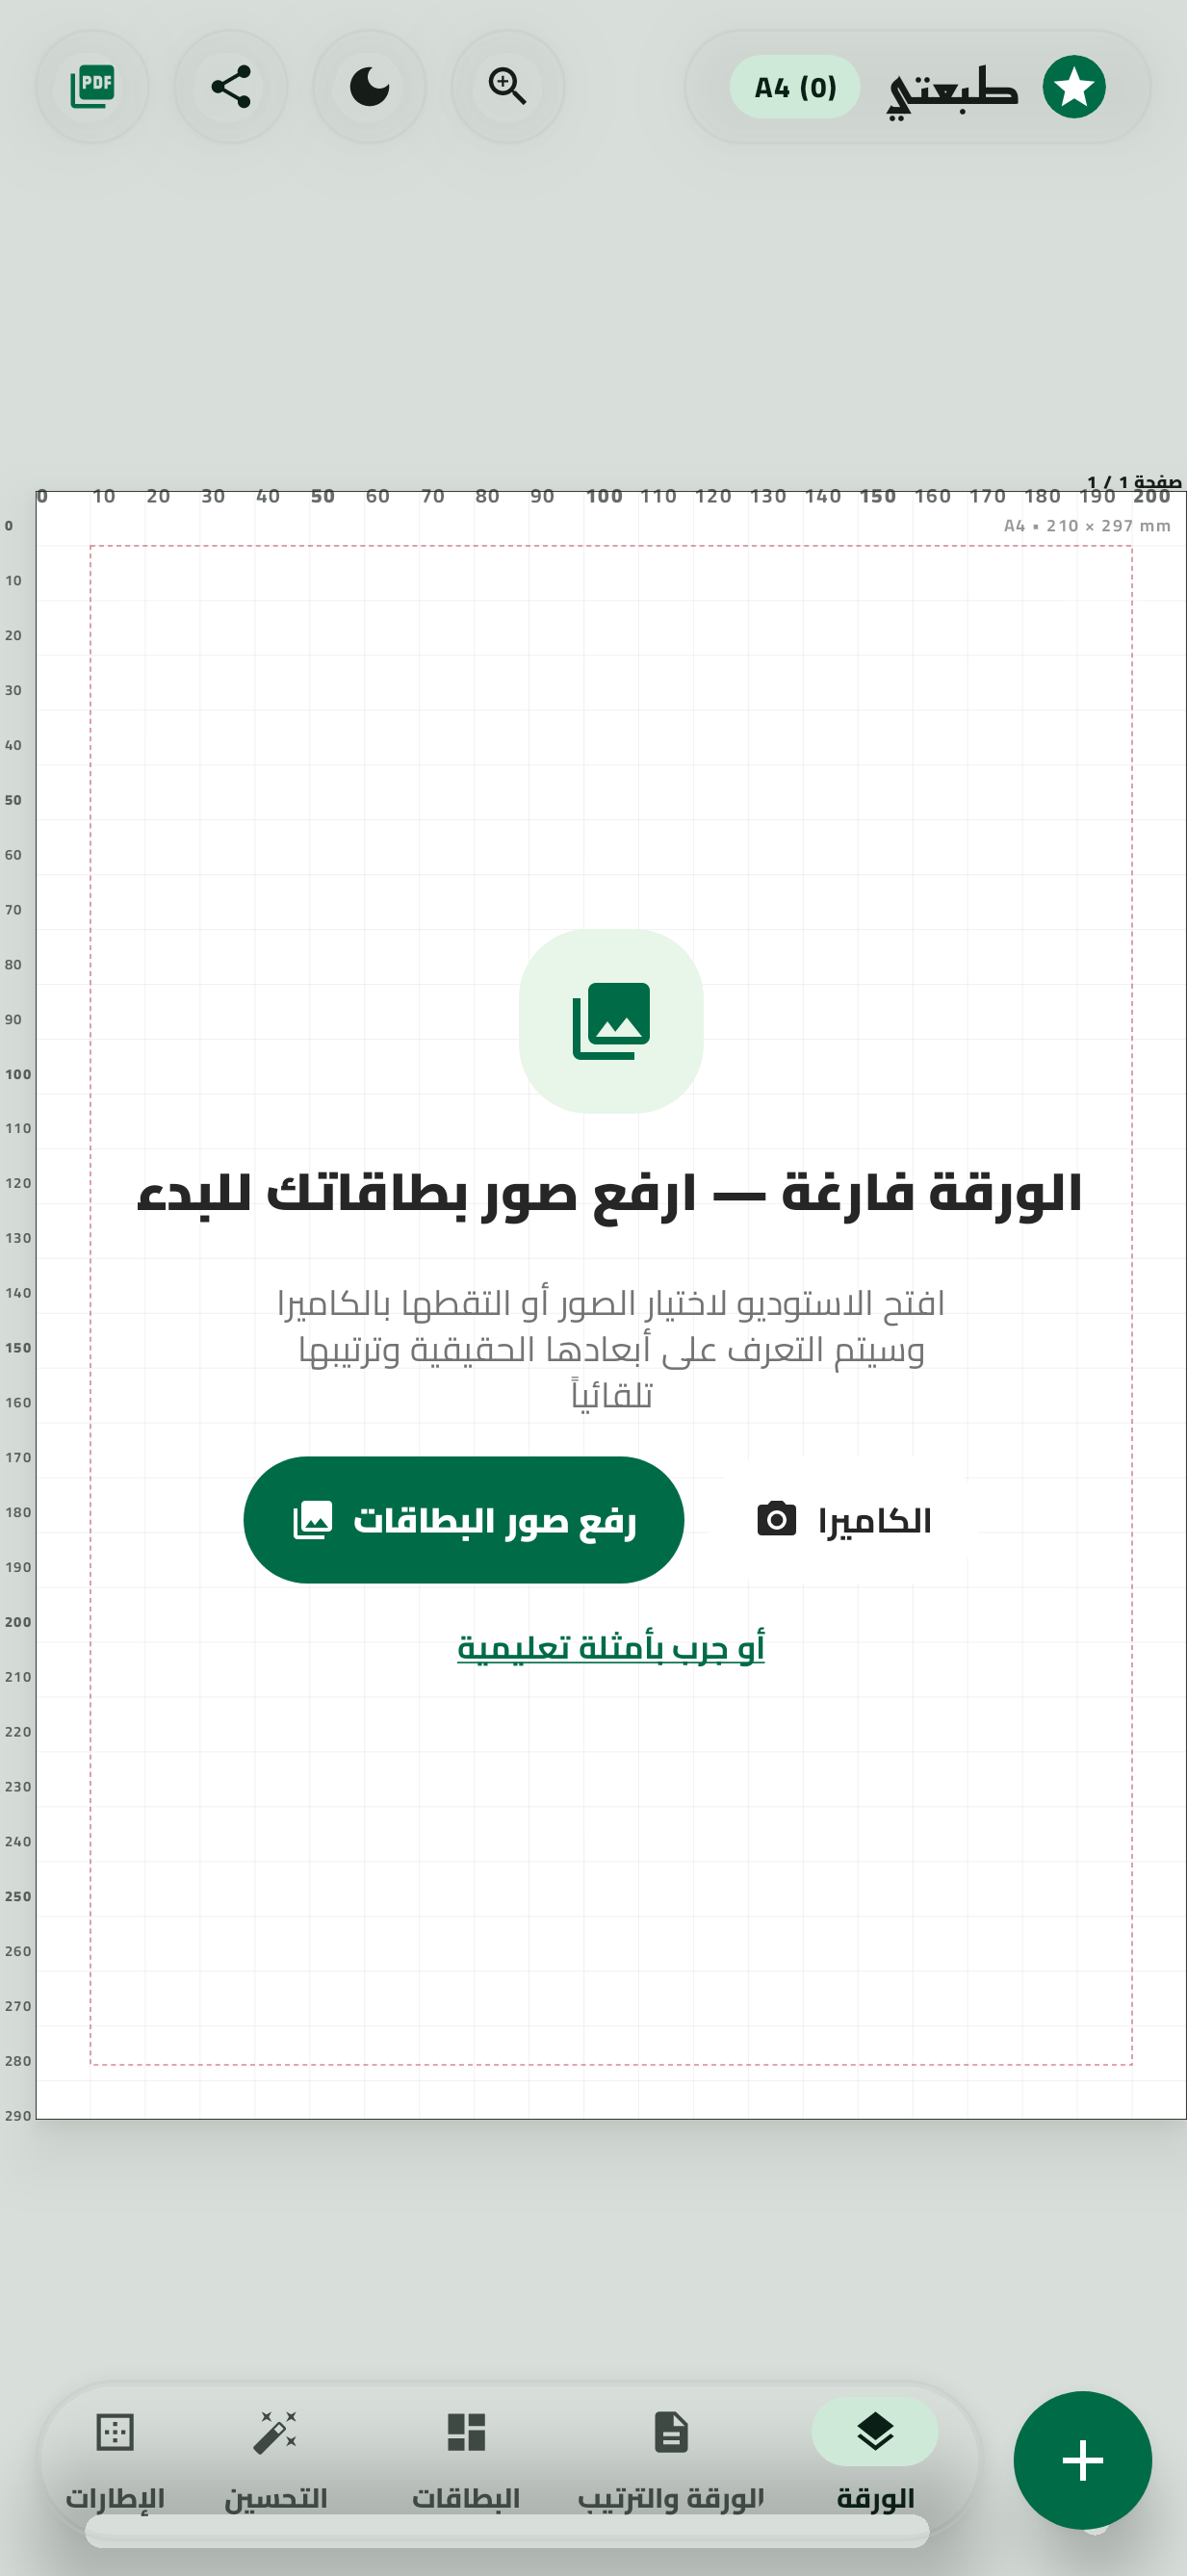 طبعتي
A4 (0)
PDF
صفحة 1 / 1
0 10 20 30 40 50 60 70 80 90 100 110 120 130 140 150 160 170 180 190 200
A4 • 210 × 297 mm
0
10
20
30
40
50
60
70
80
90
100
110
120
130
140
150
160
170
180
190
200
210
220
230
240
250
260
270
280
290
الورقة فارغة — ارفع صور بطاقاتك للبدء
افتح الاستوديو لاختيار الصور أو التقطها بالكاميرا
وسيتم التعرف على أبعادها الحقيقية وترتيبها
تلقائياً
الكاميرا
رفع صور البطاقات
أو جرب بأمثلة تعليمية
الورقة
الورقة والترتيب
البطاقات
التحسين
الإطارات